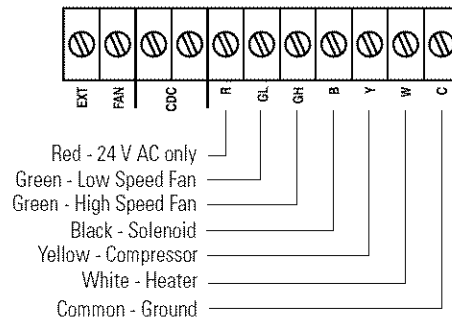 EXT FAN CDC R GL GH B Y W C
Red - 24 V AC only
Green - Low Speed Fan
Green - High Speed Fan
Black - Solenoid
Yellow - Compressor
White - Heater
Common - Ground